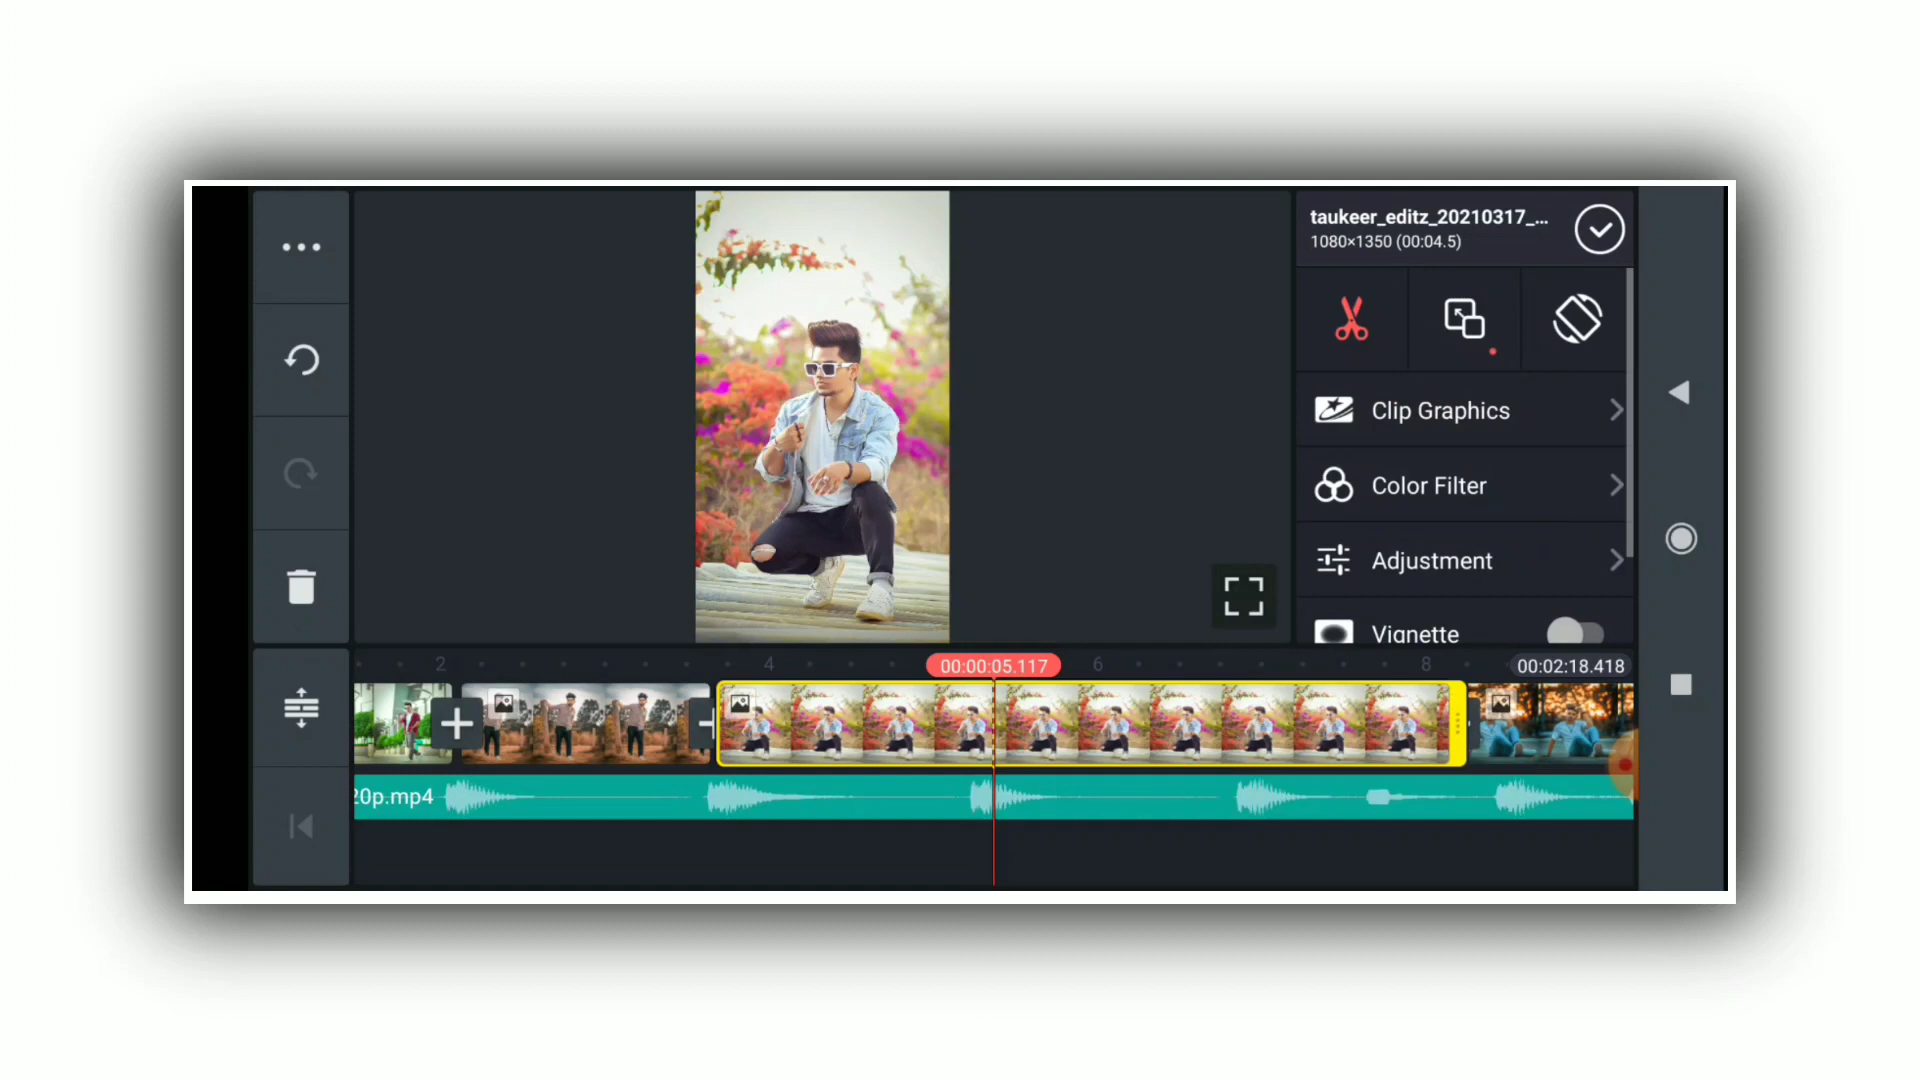 taukeer_editz_20210317_...
1080×1350 (00:04.5)
Clip Graphics
Color Filter
Adjustment
Vignette
2
4
00:00:05.117
6
8
00:02:18.418
20p.mp4